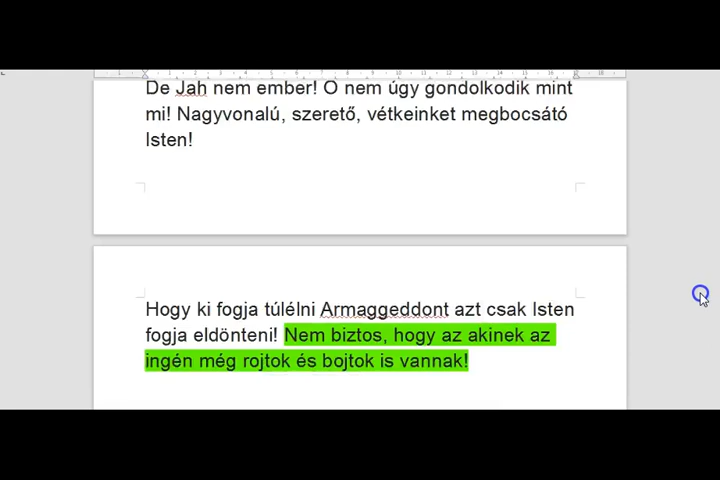 De Jah nem ember! O nem úgy gondolkodik mint
mi! Nagyvonalú, szerető, vétkeinket megbocsátó
Isten!
Hogy ki fogja túlélni Armaggeddont azt csak Isten
fogja eldönteni! Nem biztos, hogy az akinek az
ingén még rojtok és bojtok is vannak!